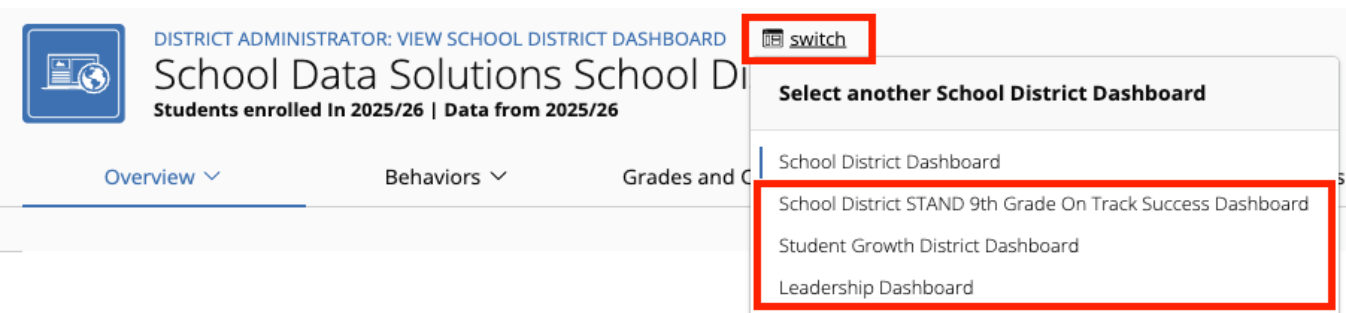 DISTRICT ADMINISTRATOR: VIEW SCHOOL DISTRICT DASHBOARD
switch
School Data Solutions School
Students enrolled In 2025/26 | Data from 2025/26
Select another School District Dashboard
Overview
Behaviors
Grades and
School District Dashboard
School District STAND 9th Grade On Track Success Dashboard
Student Growth District Dashboard
Leadership Dashboard